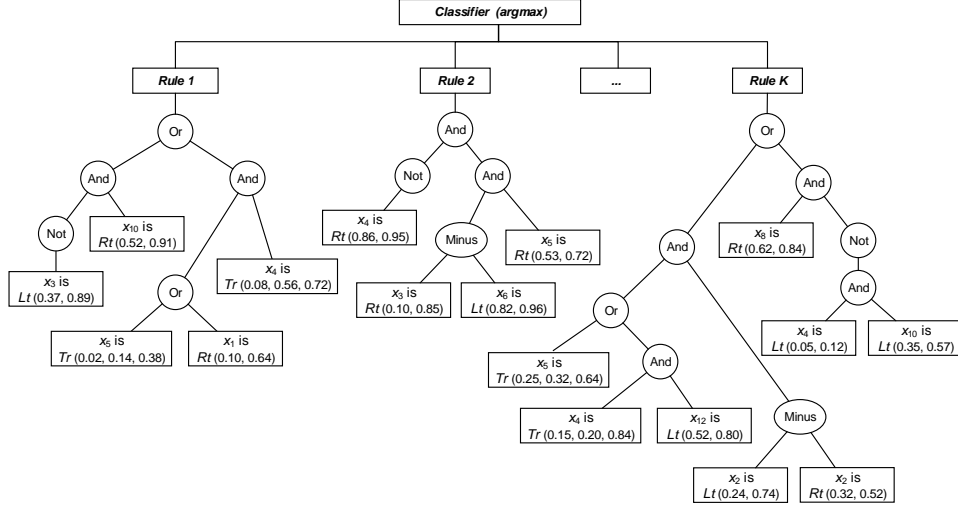 Classifier (argmax)
Rule 1
Rule 2
...
Rule K
Or
And
Or
And
And
Not
And
And
Not
x10 is
Rt (0.52, 0.91)
x4 is
Rt (0.86, 0.95)
Minus
x5 is
Rt (0.53, 0.72)
And
x8 is
Rt (0.62, 0.84)
Not
x3 is
Lt (0.37, 0.89)
Or
x4 is
Tr (0.08, 0.56, 0.72)
x3 is
Rt (0.10, 0.85)
x6 is
Lt (0.82, 0.96)
Or
And
x5 is
Tr (0.02, 0.14, 0.38)
x1 is
Rt (0.10, 0.64)
x4 is
Lt (0.05, 0.12)
x10 is
Lt (0.35, 0.57)
x5 is
Tr (0.25, 0.32, 0.64)
And
x4 is
Tr (0.15, 0.20, 0.84)
x12 is
Lt (0.52, 0.80)
Minus
x2 is
Lt (0.24, 0.74)
x2 is
Rt (0.32, 0.52)